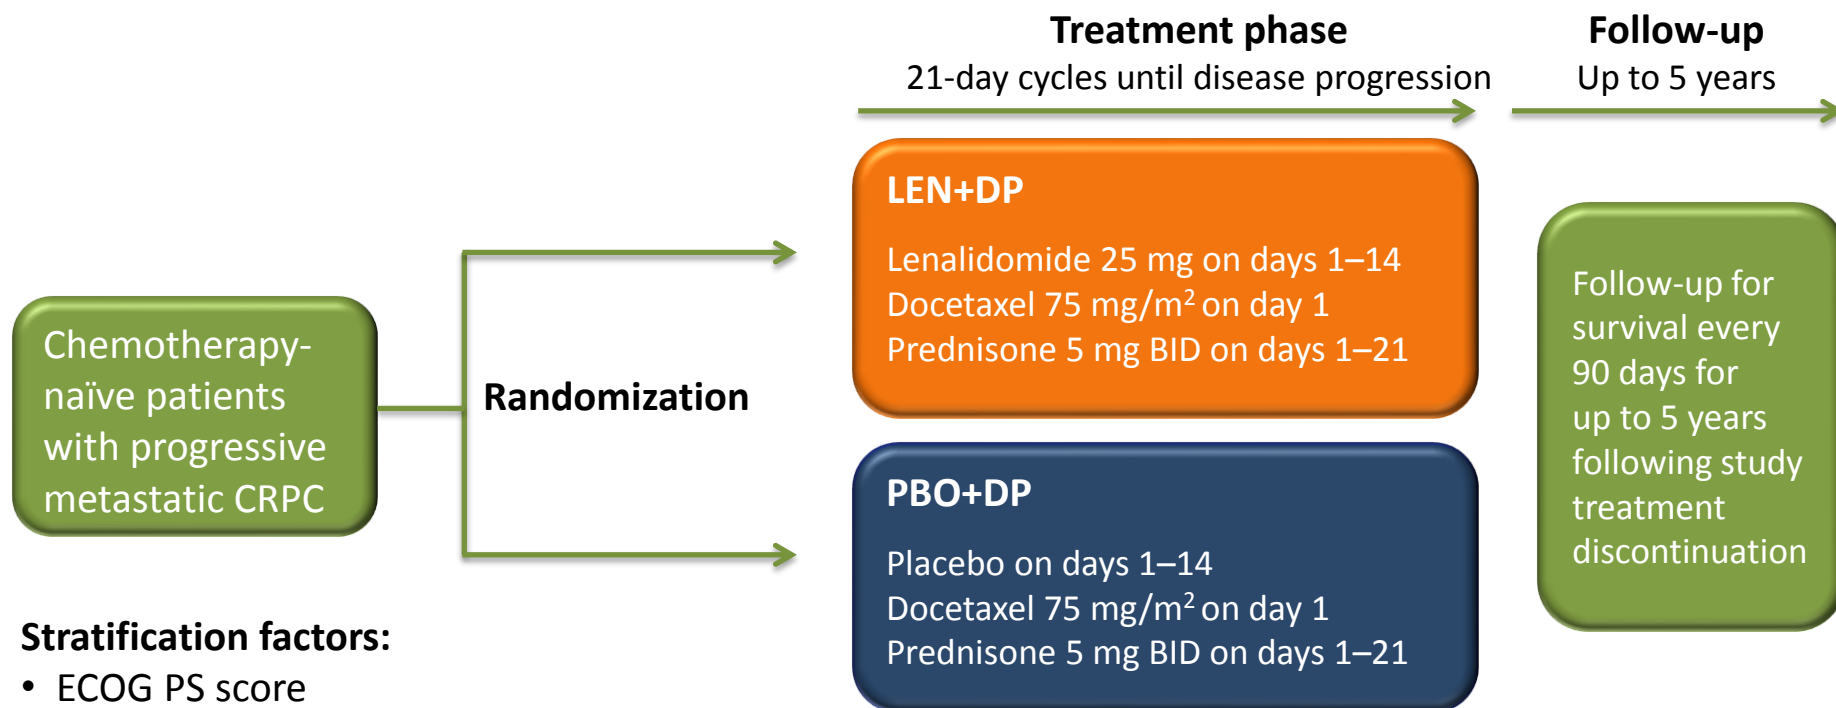 Treatment phase
21-day cycles until disease progression
Follow-up
Up to 5 years
Chemotherapy-
naïve patients
with progressive
metastatic CRPC
Randomization
LEN+DP
Lenalidomide 25 mg on days 1–14
Docetaxel 75 mg/m² on day 1
Prednisone 5 mg BID on days 1–21
PBO+DP
Placebo on days 1–14
Docetaxel 75 mg/m² on day 1
Prednisone 5 mg BID on days 1–21
Follow-up for
survival every
90 days for
up to 5 years
following study
treatment
discontinuation
Stratification factors:
• ECOG PS score